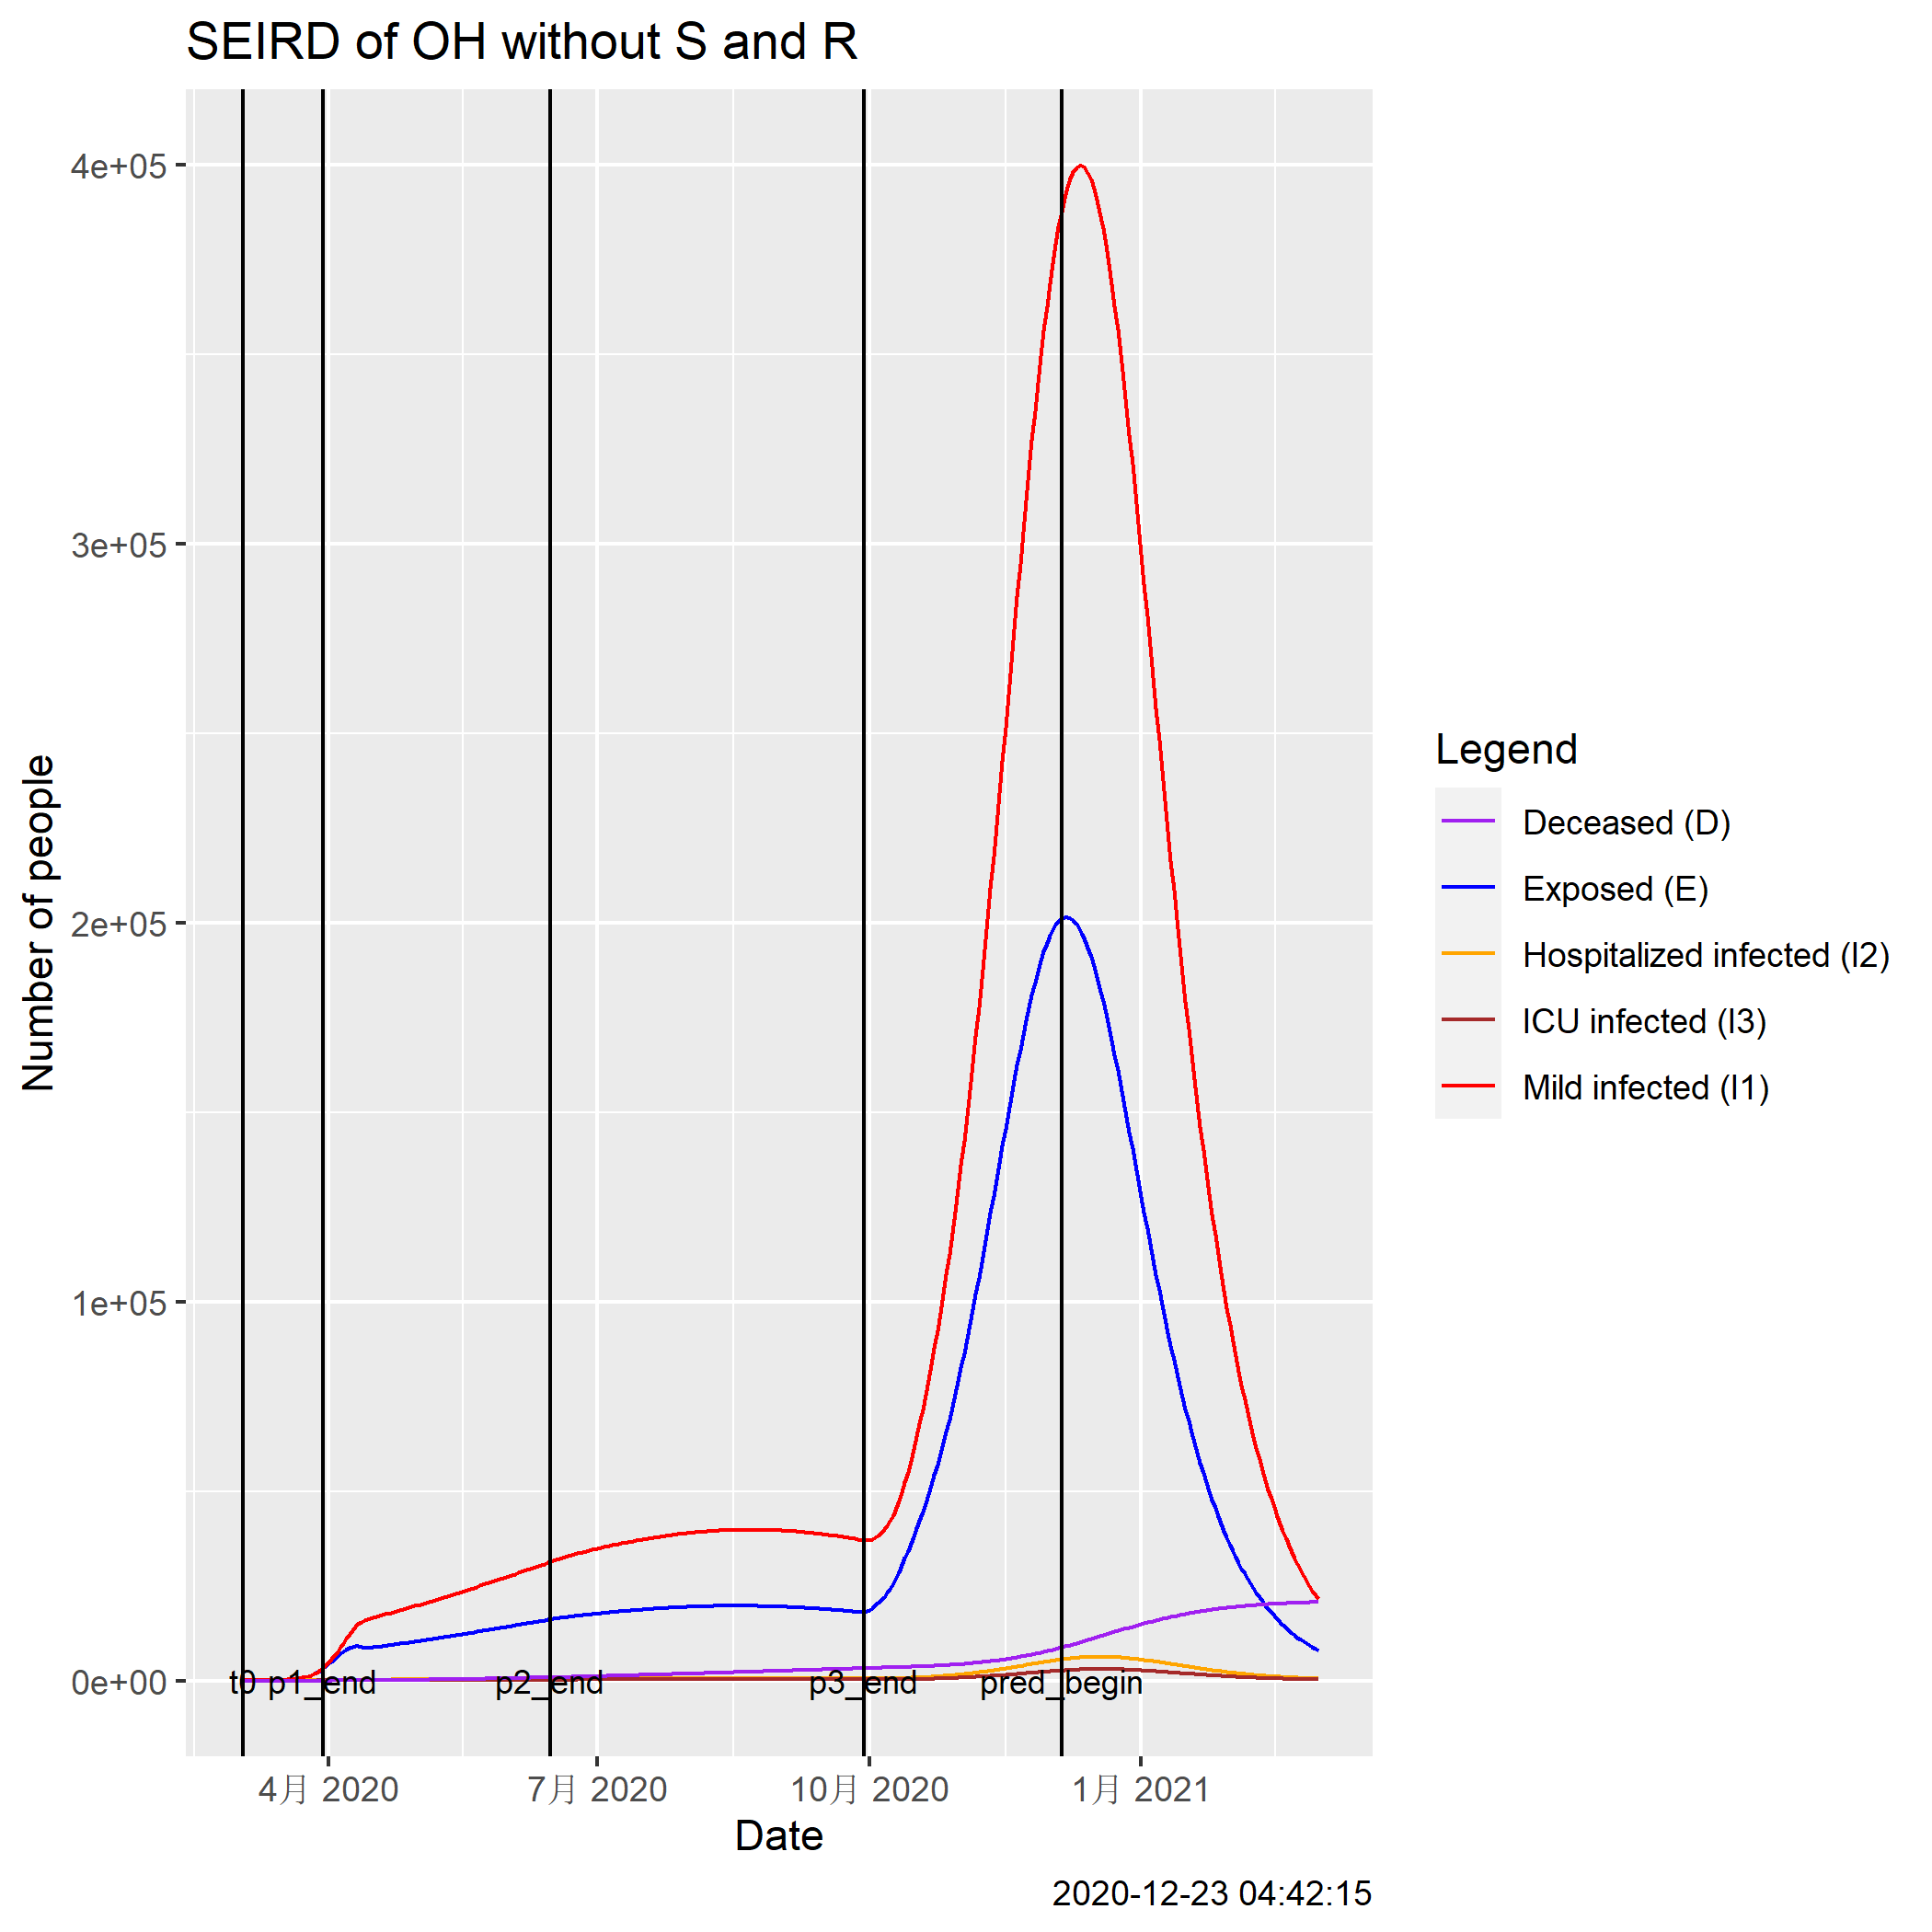 SEIRD of OH without S and R
4e+05
3e+05
2e+05
1e+05
0e+00
Number of people
t0 p1_end p2_end p3_end pred_begin
4月 2020 7月 2020 10月 2020 1月 2021
Date
Legend
Deceased (D)
Exposed (E)
Hospitalized infected (I2)
ICU infected (I3)
Mild infected (I1)
2020-12-23 04:42:15